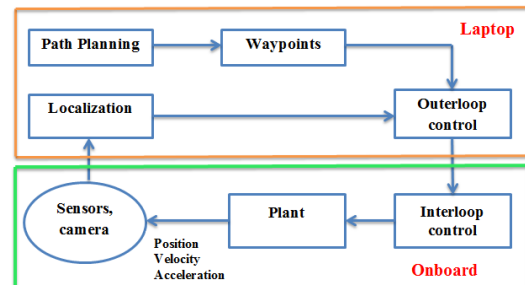 Laptop
Path Planning
Waypoints
Localization
Outerloop
control
Sensors,
camera
Plant
Interloop
control
Position
Velocity
Acceleration
Onboard